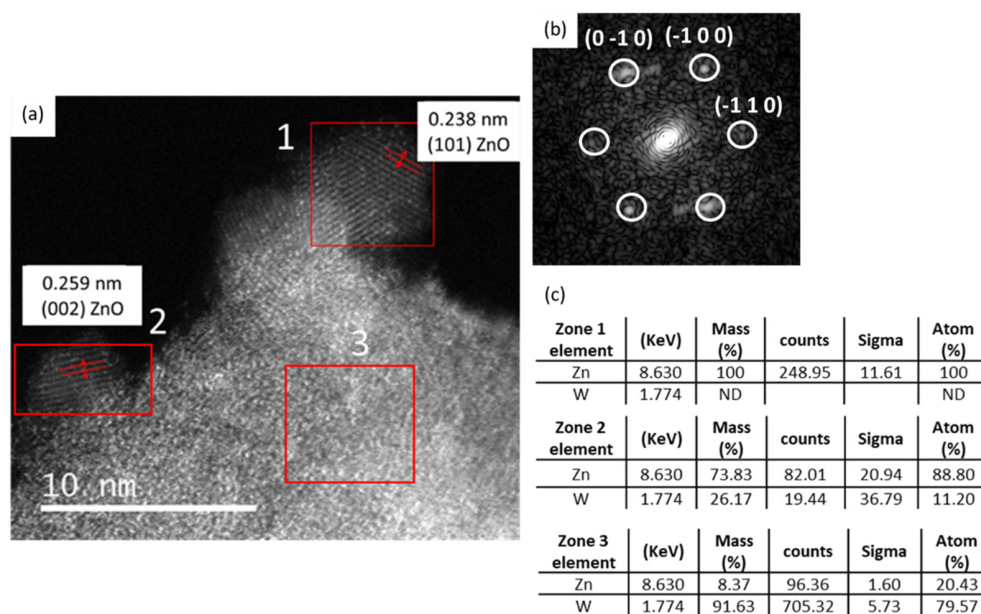 (a)
1
0.238 nm
(101) ZnO
0.259 nm
(002) ZnO
2
3
10 nm
(b)
(0 -1 0)
(-1 0 0)
(-1 1 0)
(c)
Zone 1 element (KeV) Mass (%) counts Sigma Atom (%)
Zn 8.630 100 248.95 11.61 100
W 1.774 ND ND
Zone 2 element (KeV) Mass (%) counts Sigma Atom (%)
Zn 8.630 73.83 82.01 20.94 88.80
W 1.774 26.17 19.44 36.79 11.20
Zone 3 element (KeV) Mass (%) counts Sigma Atom (%)
Zn 8.630 8.37 96.36 1.60 20.43
W 1.774 91.63 705.32 5.73 79.57